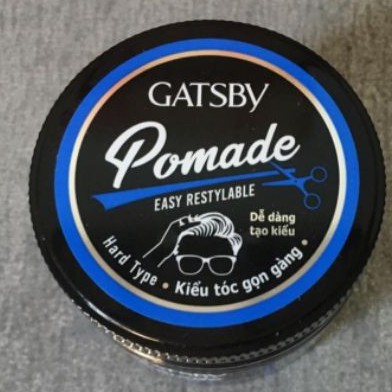 GATSBY
Pomade
EASY RESTYLABLE
Dễ dàng
tạo kiểu
Hard Type • Kiểu tóc gọn gàng •